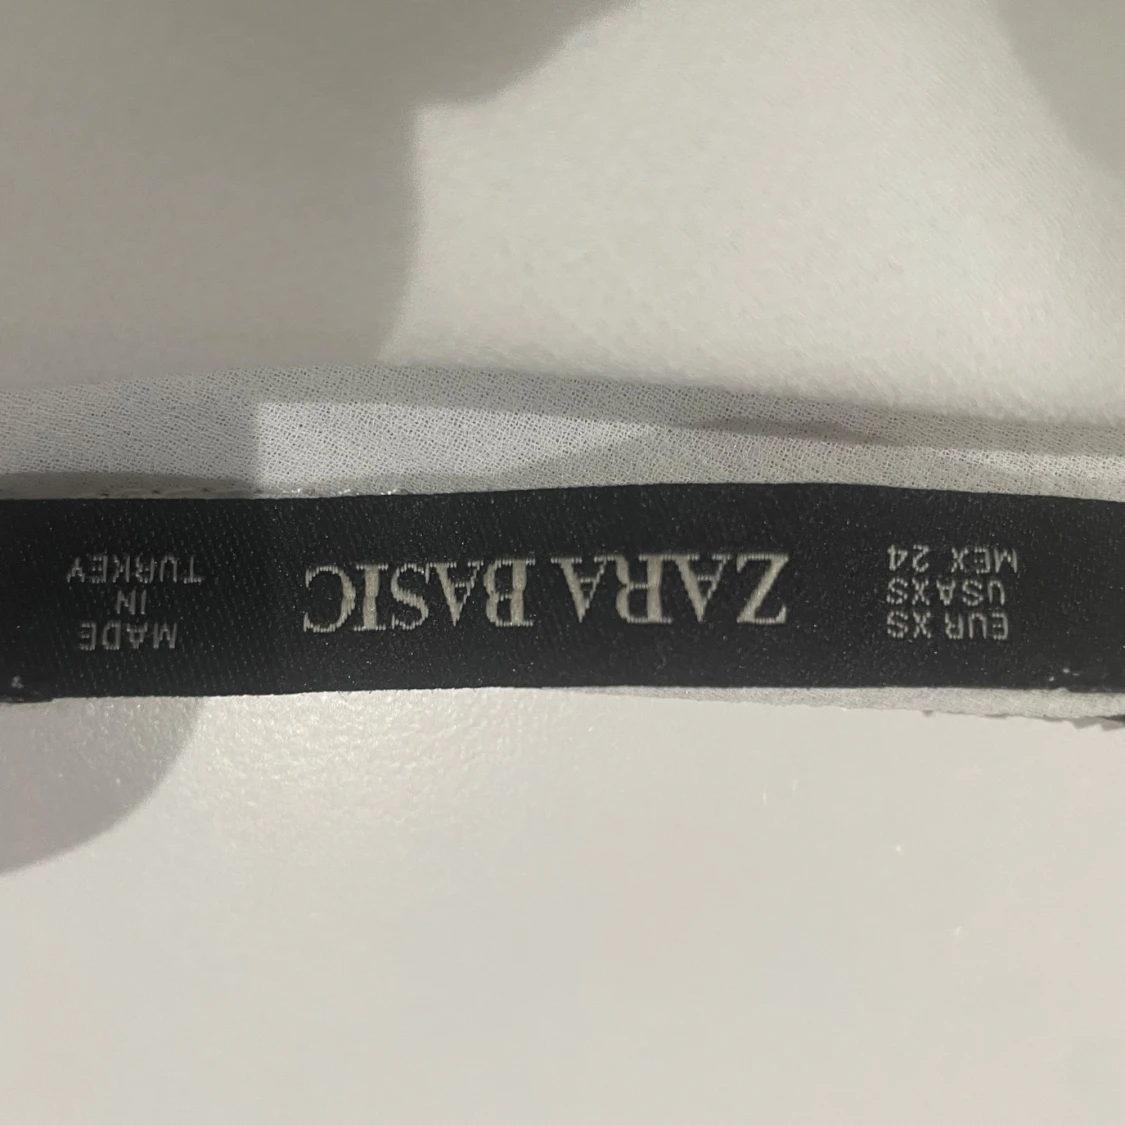 EUR XS
USA XS
MEX 24
ZARA BASIC
MADE
IN
TURKEY